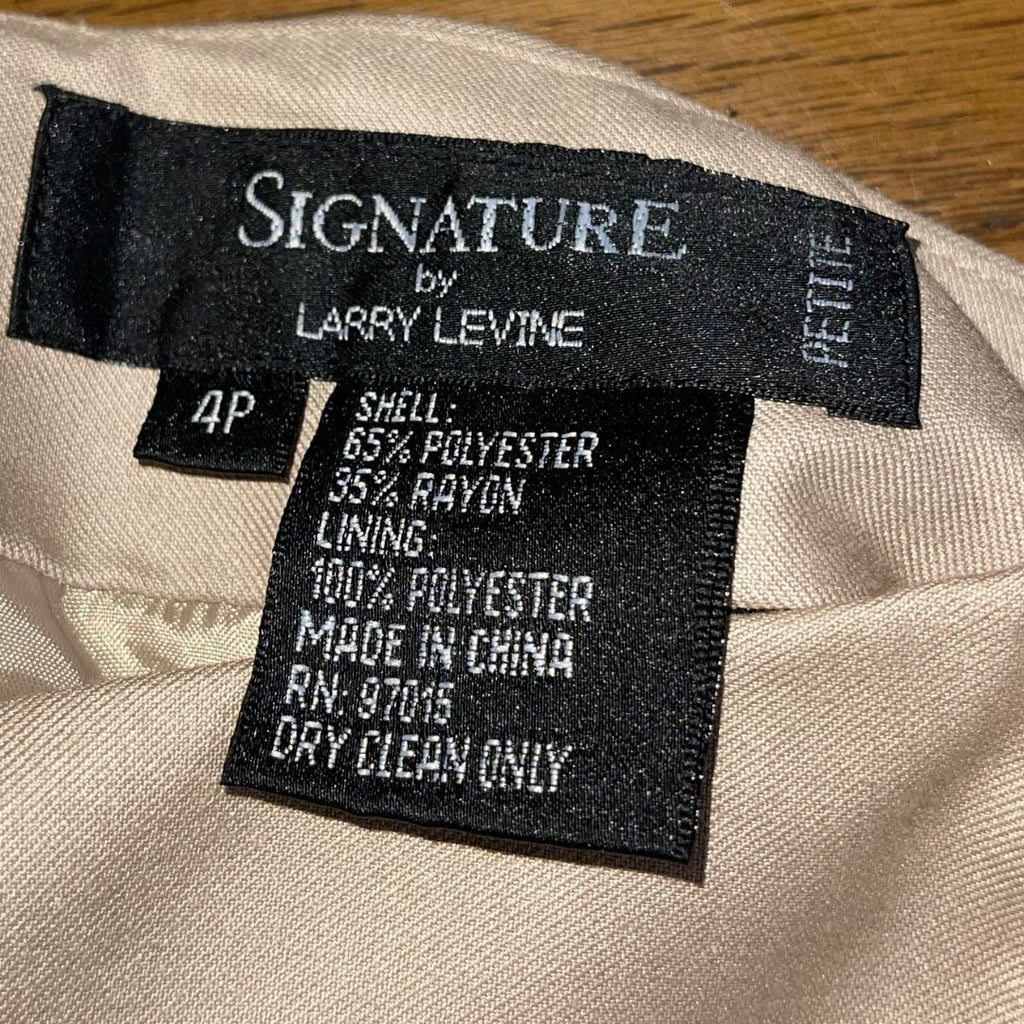 SIGNATURE
by
LARRY LEVINE
PETITE
4P
SHELL:
65% POLYESTER
35% RAYON
LINING:
100% POLYESTER
MADE IN CHINA
RN: 97015
DRY CLEAN ONLY